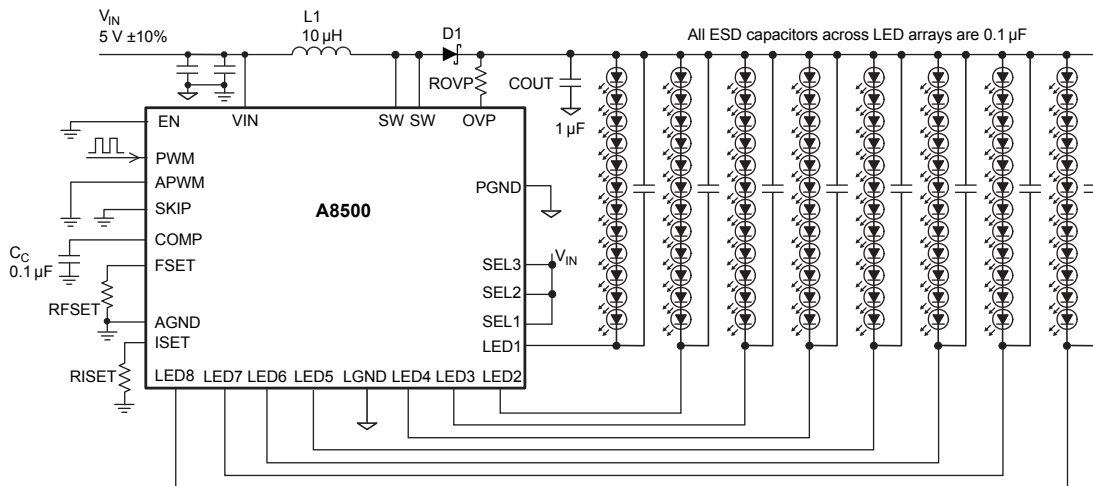 VIN
5 V ±10%
L1
10 µH
D1
All ESD capacitors across LED arrays are 0.1 µF
ROVP
COUT
1 µF
VIN
SW
SW
OVP
EN
PWM
APWM
SKIP
COMP
FSET
AGND
ISET
A8500
PGND
VIN
SEL3
SEL2
SEL1
LED1
CC
0.1 µF
RFSET
RISET
LED8
LED7
LED6
LED5
LGND
LED4
LED3
LED2